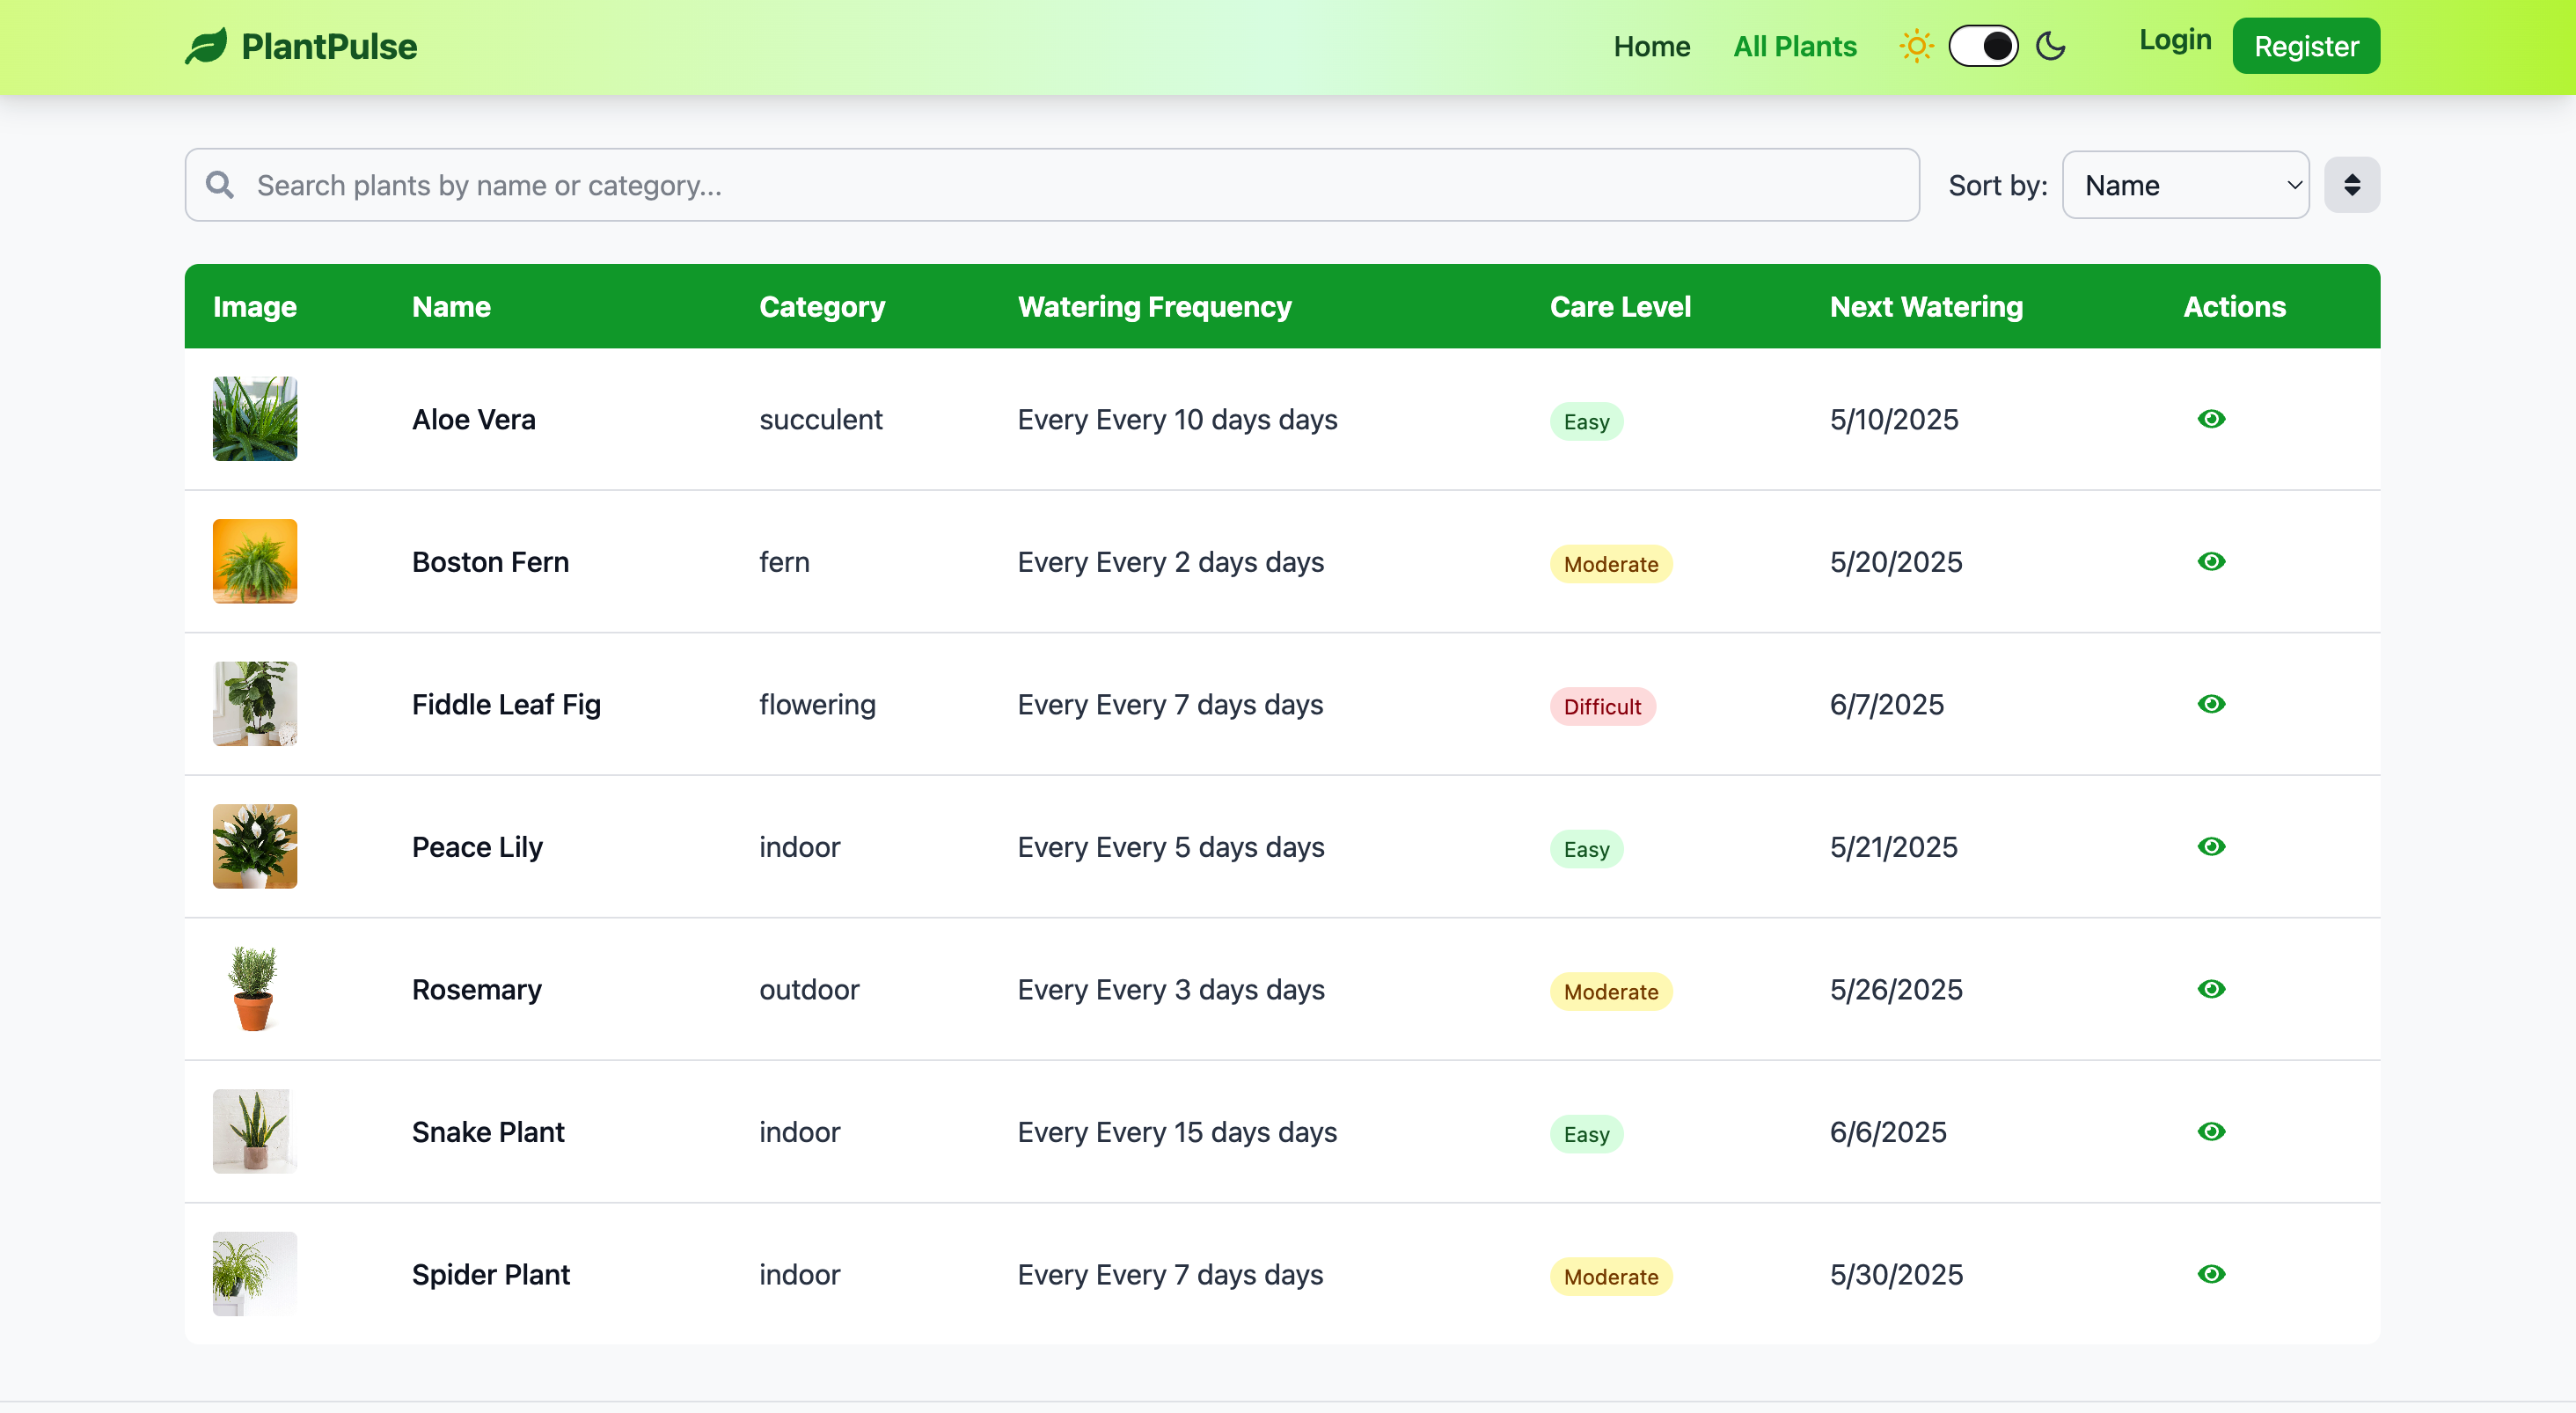 PlantPulse Home All Plants Login Register
Search plants by name or category... Sort by: Name
Image Name Category Watering Frequency Care Level Next Watering Actions
Aloe Vera succulent Every Every 10 days days Easy 5/10/2025
Boston Fern fern Every Every 2 days days Moderate 5/20/2025
Fiddle Leaf Fig flowering Every Every 7 days days Difficult 6/7/2025
Peace Lily indoor Every Every 5 days days Easy 5/21/2025
Rosemary outdoor Every Every 3 days days Moderate 5/26/2025
Snake Plant indoor Every Every 15 days days Easy 6/6/2025
Spider Plant indoor Every Every 7 days days Moderate 5/30/2025